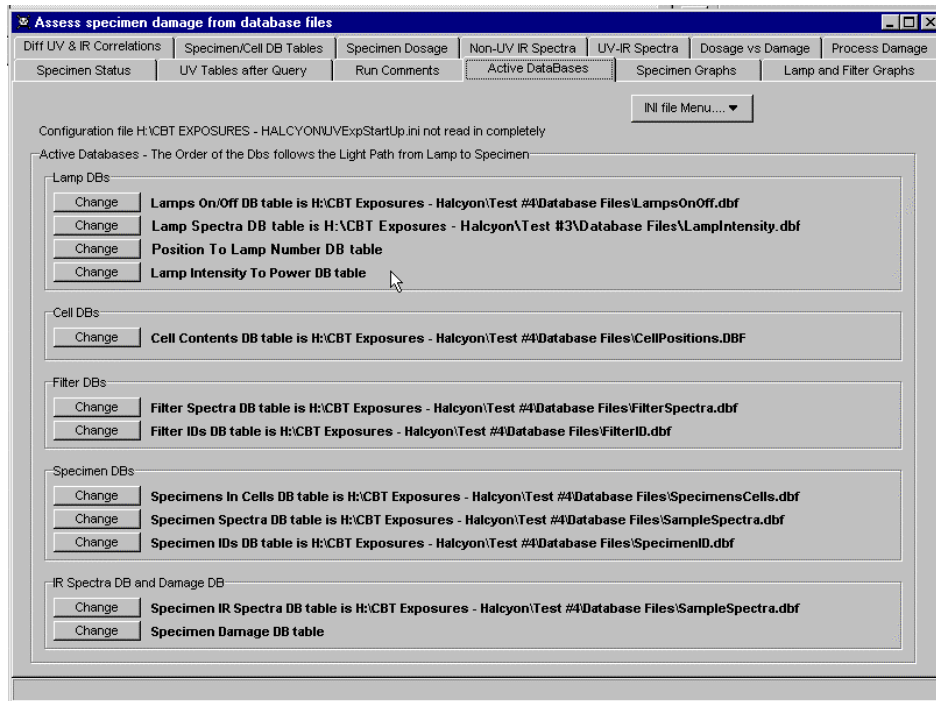 Assess specimen damage from database files
Diff UV & IR Correlations Specimen/Cell DB Tables Specimen Dosage Non-UV IR Spectra UV-IR Spectra Dosage vs Damage Process Damage
Specimen Status UV Tables after Query Run Comments Active DataBases Specimen Graphs Lamp and Filter Graphs
INI file Menu....
Configuration file H:\CBT EXPOSURES - HALCYON\UVExpStartUp.ini not read in completely
Active Databases - The Order of the Dbs follows the Light Path from Lamp to Specimen
Lamp DBs
Change Lamps On/Off DB table is H:\CBT Exposures - Halcyon\Test #4\Database Files\LampsOnOff.dbf
Change Lamp Spectra DB table is H:\CBT Exposures - Halcyon\Test #3\Database Files\LampIntensity.dbf
Change Position To Lamp Number DB table
Change Lamp Intensity To Power DB table
Cell DBs
Change Cell Contents DB table is H:\CBT Exposures - Halcyon\Test #4\Database Files\CellPositions.DBF
Filter DBs
Change Filter Spectra DB table is H:\CBT Exposures - Halcyon\Test #4\Database Files\FilterSpectra.dbf
Change Filter IDs DB table is H:\CBT Exposures - Halcyon\Test #4\Database Files\FilterID.dbf
Specimen DBs
Change Specimens In Cells DB table is H:\CBT Exposures - Halcyon\Test #4\Database Files\SpecimensCells.dbf
Change Specimen Spectra DB table is H:\CBT Exposures - Halcyon\Test #4\Database Files\SampleSpectra.dbf
Change Specimen IDs DB table is H:\CBT Exposures - Halcyon\Test #4\Database Files\SpecimenID.dbf
IR Spectra DB and Damage DB
Change Specimen IR Spectra DB table is H:\CBT Exposures - Halcyon\Test #4\Database Files\SampleSpectra.dbf
Change Specimen Damage DB table